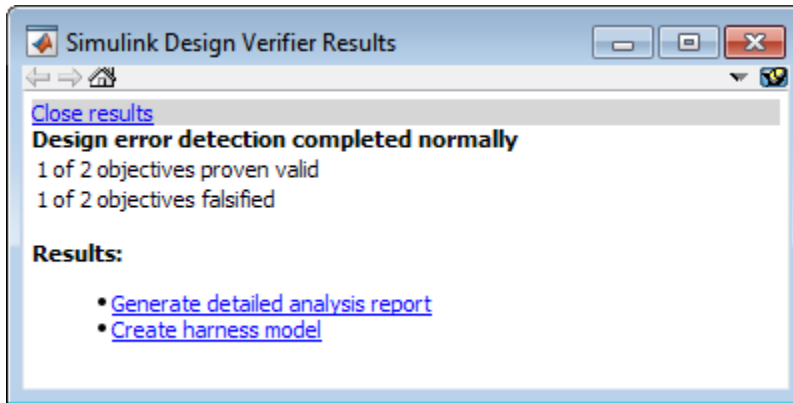 Simulink Design Verifier Results
Close results
Design error detection completed normally
1 of 2 objectives proven valid
1 of 2 objectives falsified
Results:
Generate detailed analysis report
Create harness model